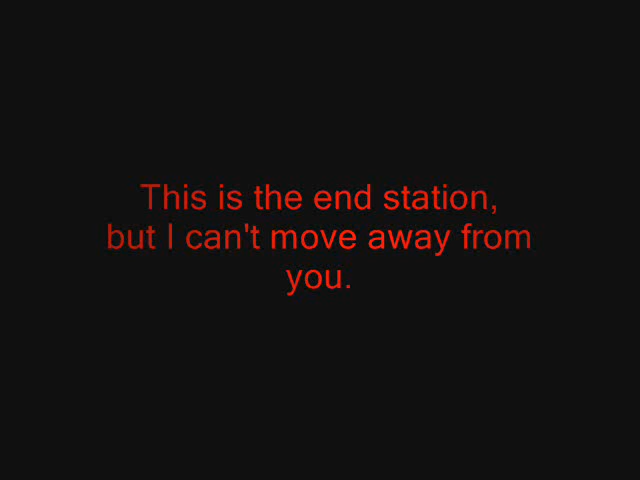 This is the end station,
but I can't move away from
you.